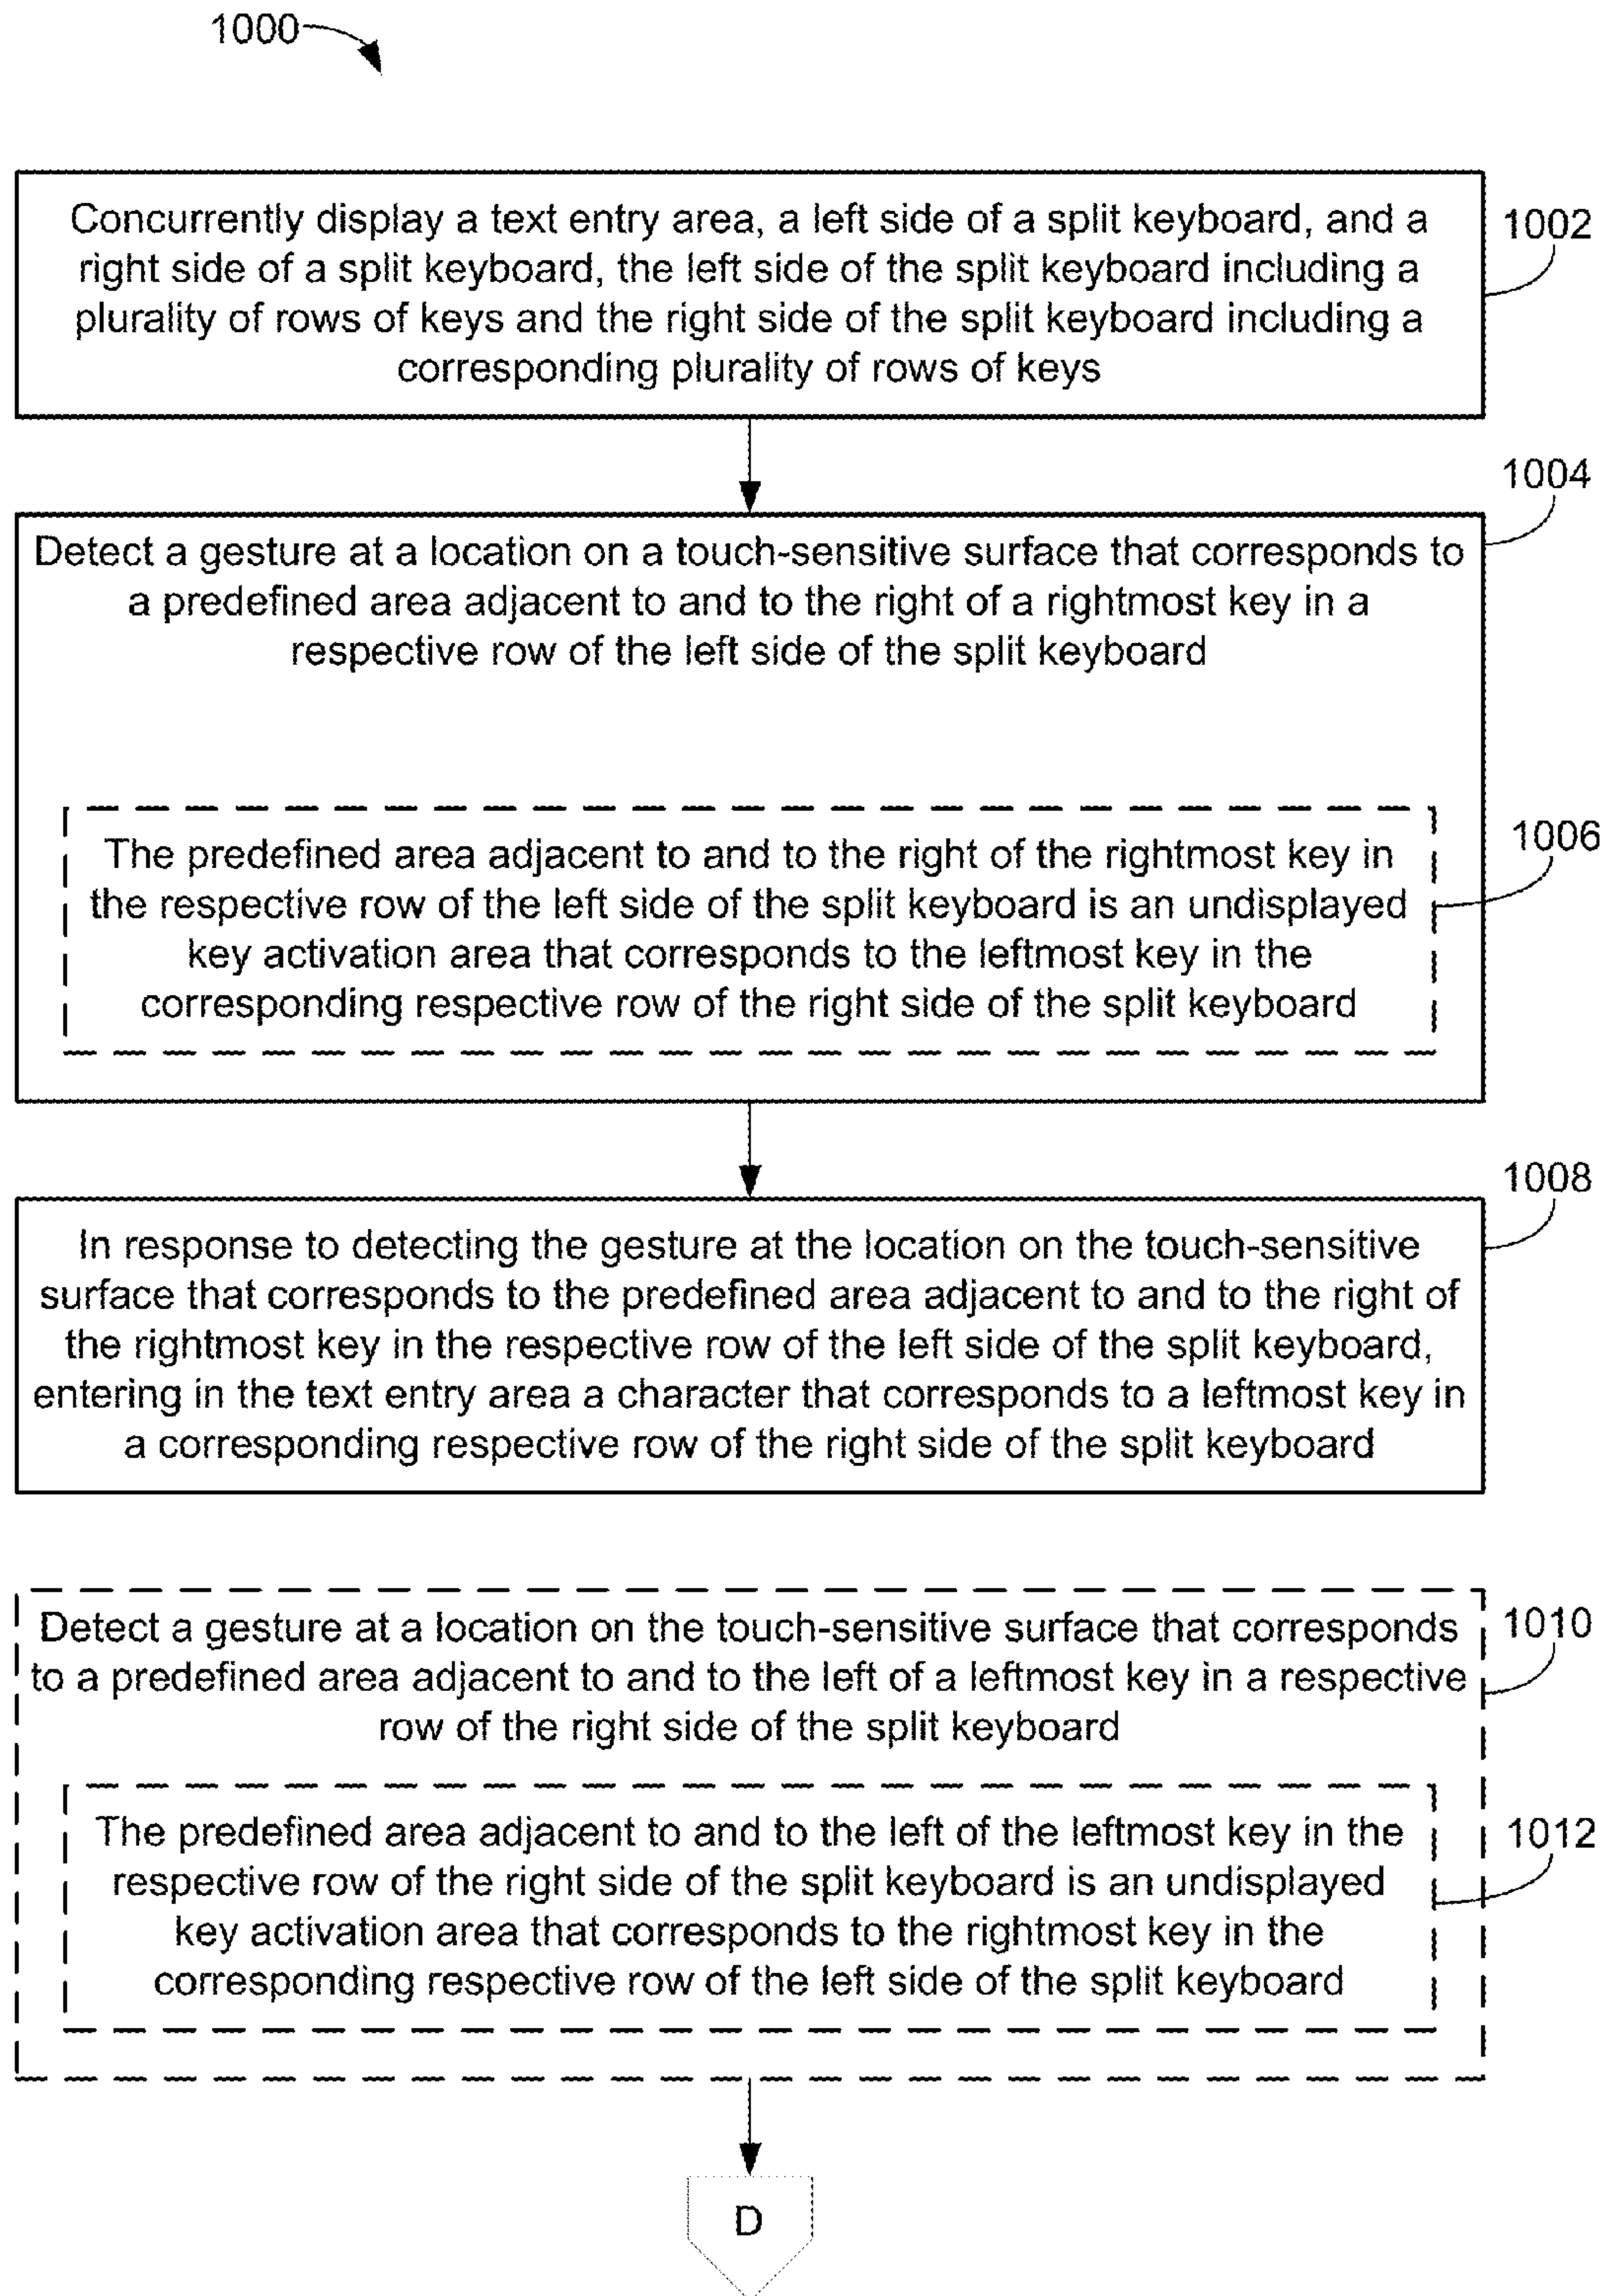 1000
Concurrently display a text entry area, a left side of a split keyboard, and a
right side of a split keyboard, the left side of the split keyboard including a
plurality of rows of keys and the right side of the split keyboard including a
corresponding plurality of rows of keys
1002
1004
Detect a gesture at a location on a touch-sensitive surface that corresponds to
a predefined area adjacent to and to the right of a rightmost key in a
respective row of the left side of the split keyboard
The predefined area adjacent to and to the right of the rightmost key in
the respective row of the left side of the split keyboard is an undisplayed
key activation area that corresponds to the leftmost key in the
corresponding respective row of the right side of the split keyboard
1006
1008
In response to detecting the gesture at the location on the touch-sensitive
surface that corresponds to the predefined area adjacent to and to the right of
the rightmost key in the respective row of the left side of the split keyboard,
entering in the text entry area a character that corresponds to a leftmost key in
a corresponding respective row of the right side of the split keyboard
Detect a gesture at a location on the touch-sensitive surface that corresponds
to a predefined area adjacent to and to the left of a leftmost key in a respective
row of the right side of the split keyboard
1010
The predefined area adjacent to and to the left of the leftmost key in the
respective row of the right side of the split keyboard is an undisplayed
key activation area that corresponds to the rightmost key in the
corresponding respective row of the left side of the split keyboard
1012
D